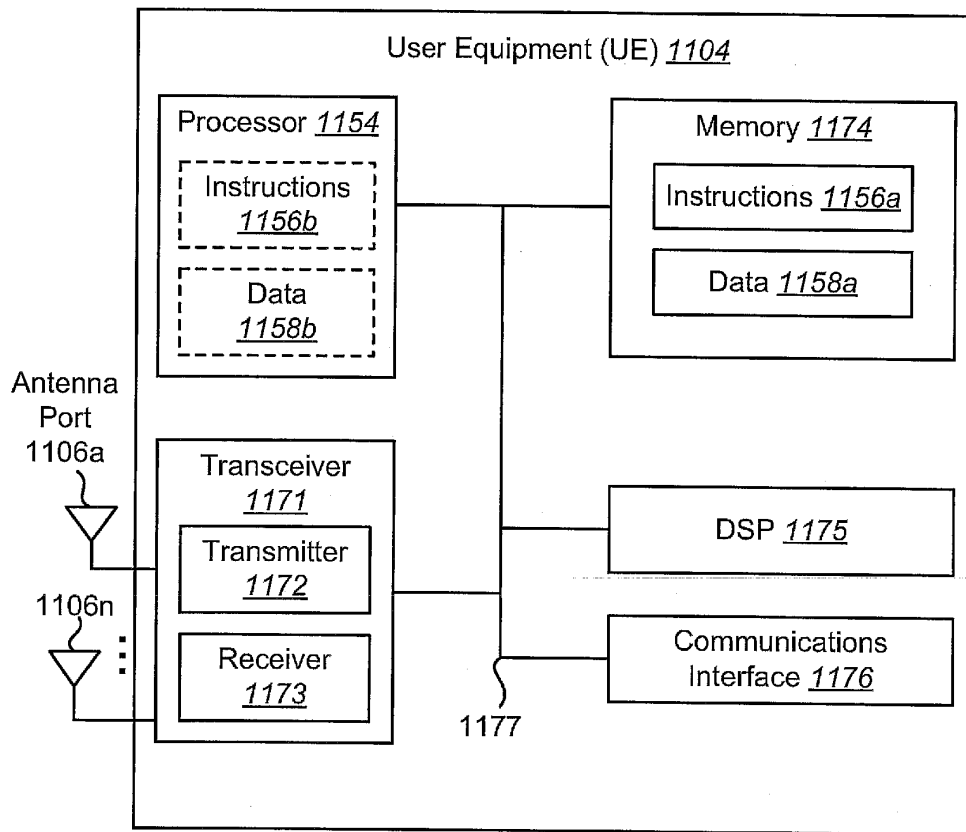 User Equipment (UE) 1104
Processor 1154
Instructions
1156b
Data
1158b
Memory 1174
Instructions 1156a
Data 1158a
Antenna
Port
1106a
Transceiver
1171
Transmitter
1172
Receiver
1173
1106n
DSP 1175
Communications
Interface 1176
1177